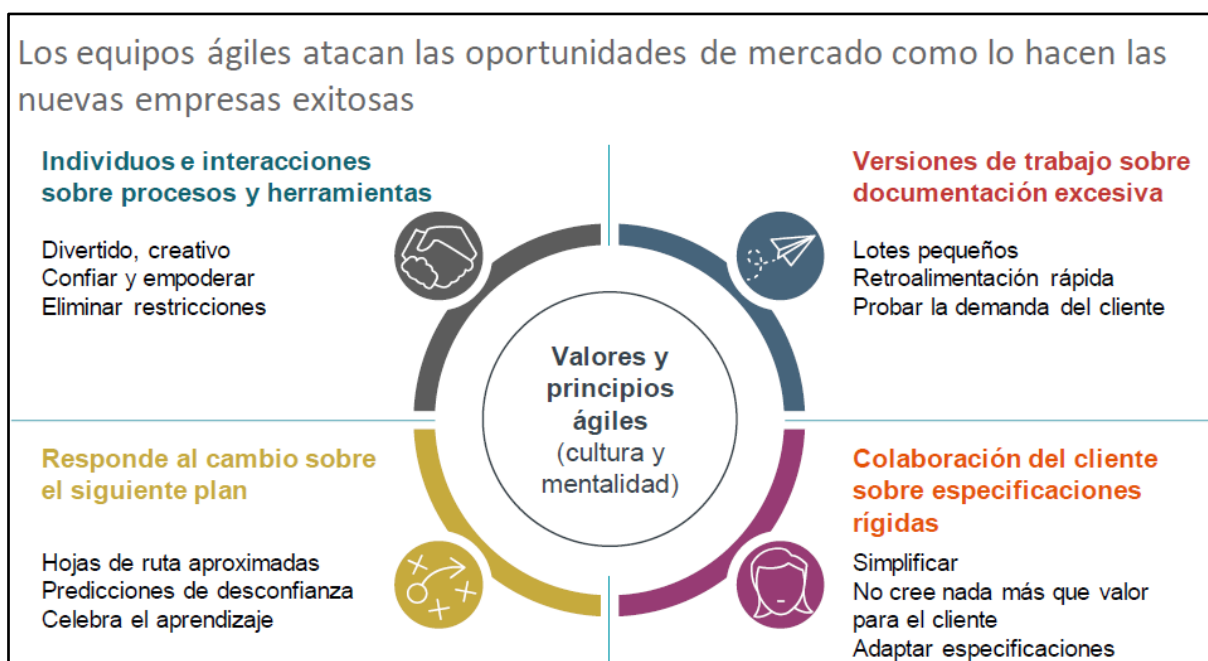 Los equipos ágiles atacan las oportunidades de mercado como lo hacen las
nuevas empresas exitosas
Individuos e interacciones
sobre procesos y herramientas
Divertido, creativo
Confiar y empoderar
Eliminar restricciones
Versiones de trabajo sobre
documentación excesiva
Lotes pequeños
Retroalimentación rápida
Probar la demanda del cliente
Valores y
principios
ágiles
(cultura y
mentalidad)
Responde al cambio sobre
el siguiente plan
Hojas de ruta aproximadas
Predicciones de desconfianza
Celebra el aprendizaje
Colaboración del cliente
sobre especificaciones
rígidas
Simplificar
No cree nada más que valor
para el cliente
Adaptar especificaciones